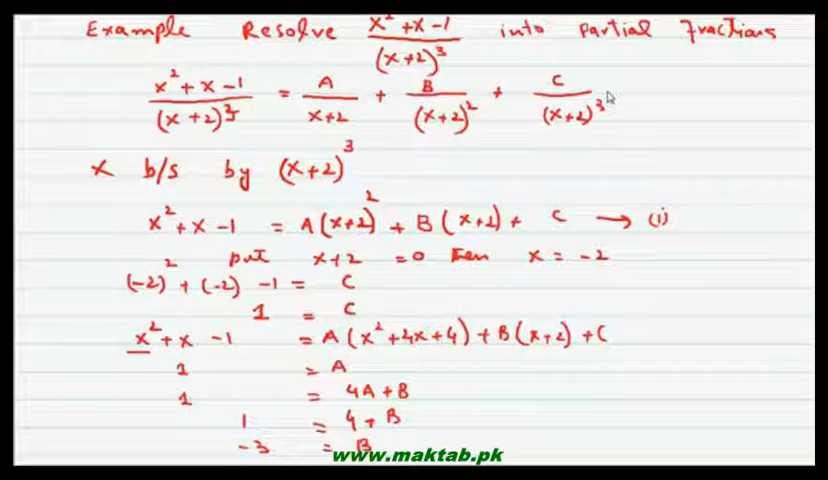 Example Resolve x²+x-1/(x+2)³ into Partial Fractions
x²+x-1/(x+2)³ = A/x+2 + B/(x+2)² + C/(x+2)³
× b/s by (x+2)³
x²+x-1 = A(x+2)² + B(x+2) + C → (i)
put x+2 =0 then x = -2
(-2)² + (-2) -1 = C
1 = C
x²+x -1 = A(x²+4x+4)+B(x+2)+C
1 = A
1 = 4A+B
1 = 4+B
-3 = B
www.maktab.pk